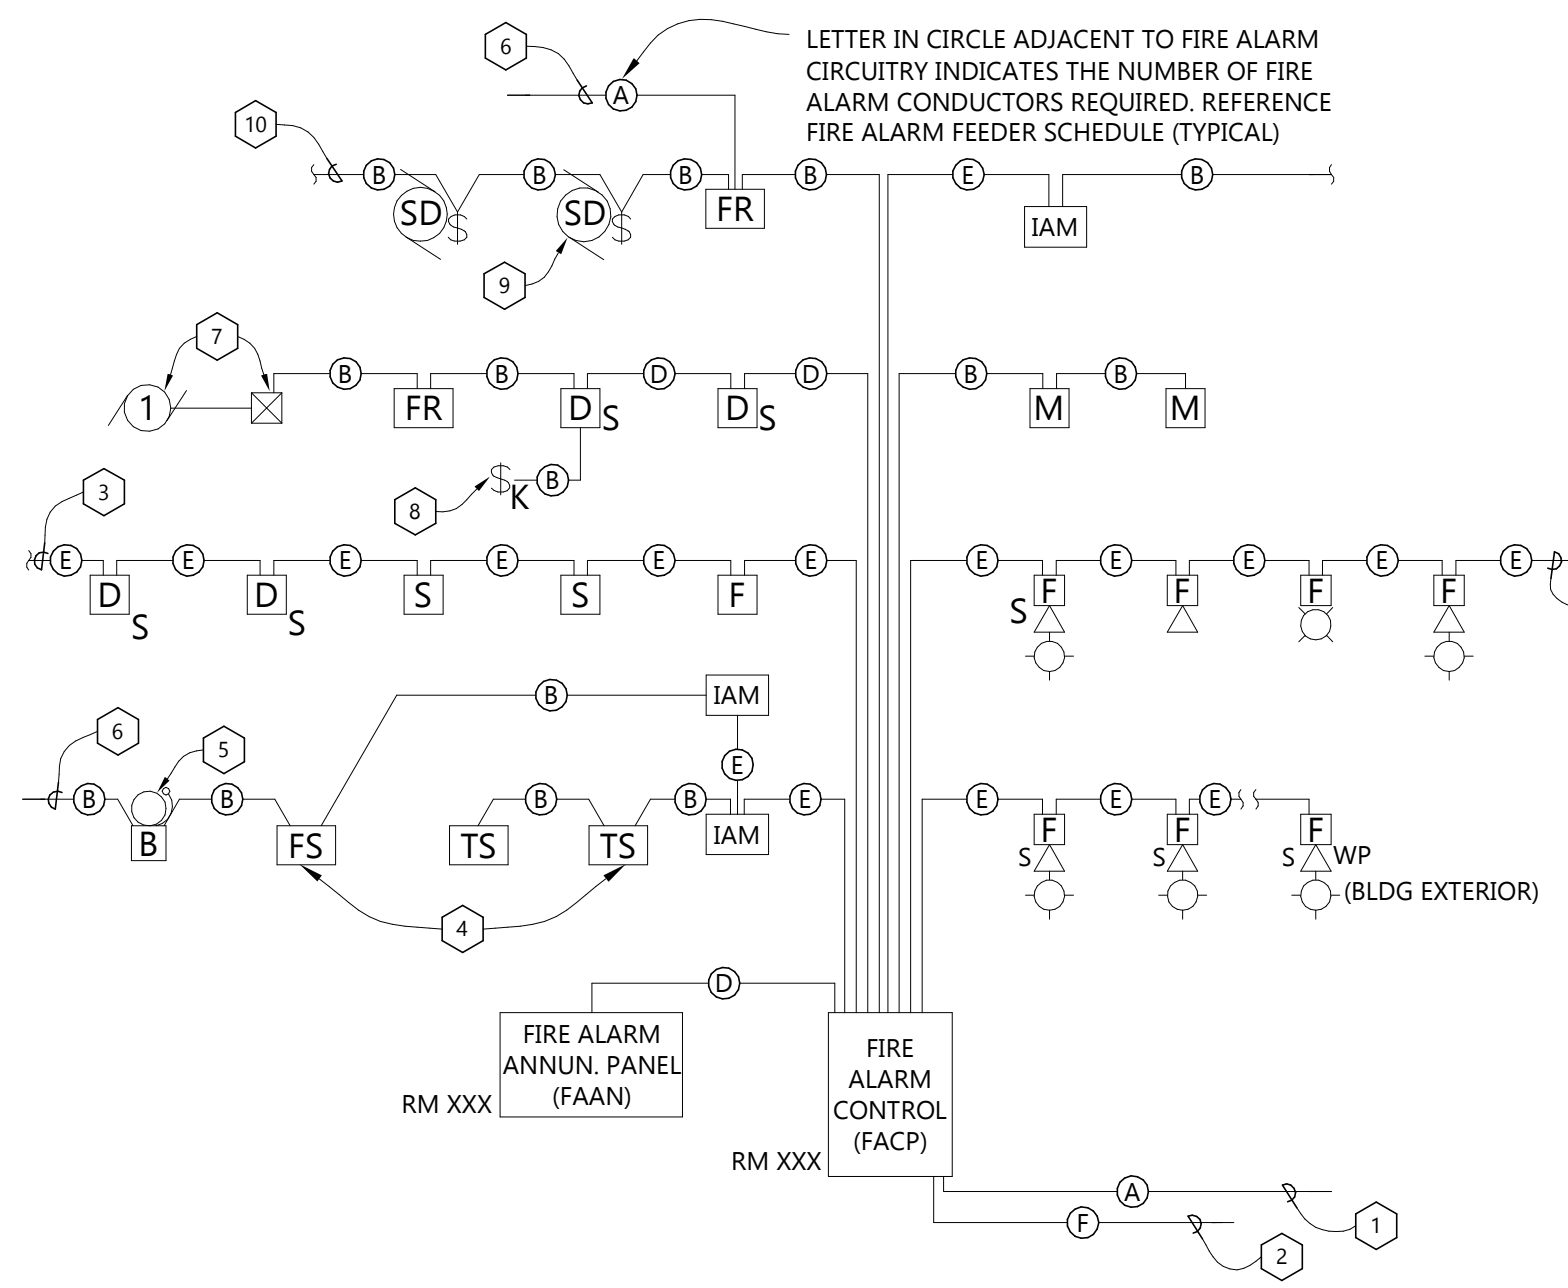 6
LETTER IN CIRCLE ADJACENT TO FIRE ALARM
CIRCUITRY INDICATES THE NUMBER OF FIRE
ALARM CONDUCTORS REQUIRED. REFERENCE
FIRE ALARM FEEDER SCHEDULE (TYPICAL)
A
10
B B B B E B
SD $ SD $ FR IAM
9
7
B B D D B B
1 FR D S D S M M
3
$ K B
8
E E E E E E E E E E E
D S D S S S F S F F F F
B IAM
6
5
E
B B B B E E E E
B FS TS TS IAM F F F
S S S WP
(BLDG EXTERIOR)
4
D
FIRE ALARM
ANNUN. PANEL
(FAAN)
RM XXX
FIRE
ALARM
CONTROL
(FACP)
RM XXX
A
1
F
2